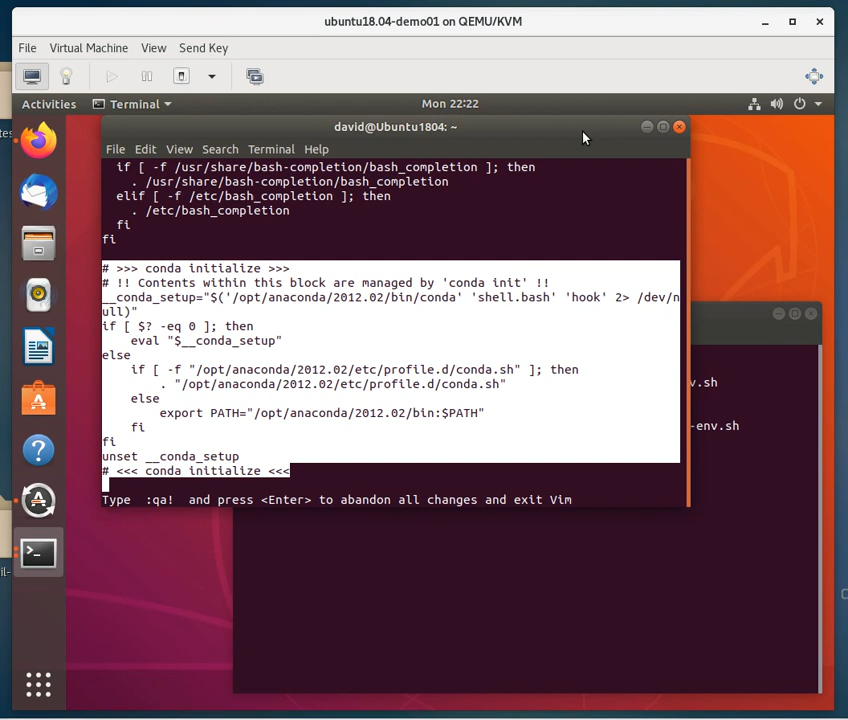 ubuntu18.04-demo01 on QEMU/KVM
File Virtual Machine View Send Key
Activities Terminal Mon 22:22
david@Ubuntu1804: ~
File Edit View Search Terminal Help
if [ -f /usr/share/bash-completion/bash_completion ]; then
. /usr/share/bash-completion/bash_completion
elif [ -f /etc/bash_completion ]; then
. /etc/bash_completion
fi
fi
# >>> conda initialize >>>
# !! Contents within this block are managed by 'conda init' !!
__conda_setup="$('/opt/anaconda/2012.02/bin/conda' 'shell.bash' 'hook' 2> /dev/n
ull)"
if [ $? -eq 0 ]; then
eval "$__conda_setup"
else
if [ -f "/opt/anaconda/2012.02/etc/profile.d/conda.sh" ]; then
. "/opt/anaconda/2012.02/etc/profile.d/conda.sh"
else
export PATH="/opt/anaconda/2012.02/bin:$PATH"
fi
fi
unset __conda_setup
# <<< conda initialize <<<
Type :qa! and press <Enter> to abandon all changes and exit Vim
v.sh
-env.sh
tes
il-